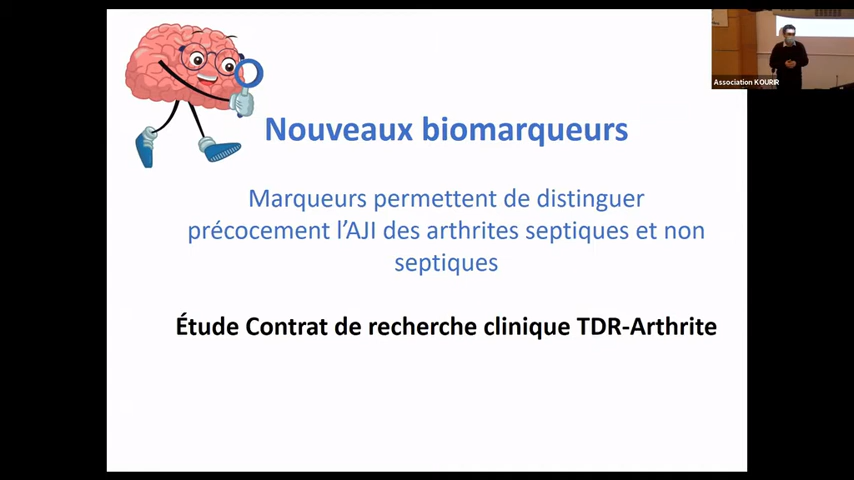 Nouveaux biomarqueurs
Marqueurs permettent de distinguer
précocement l'AJI des arthrites septiques et non
septiques
Étude Contrat de recherche clinique TDR-Arthrite
Association KOURIR